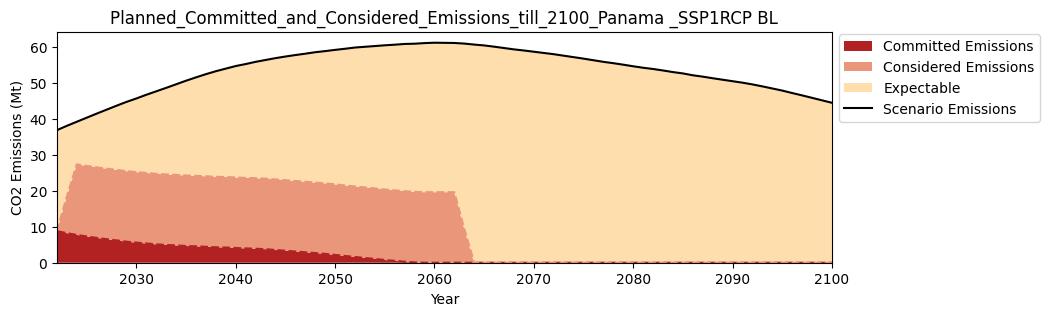 Planned_Committed_and_Considered_Emissions_till_2100_Panama _SSP1RCP BL
Committed Emissions
Considered Emissions
Expectable
Scenario Emissions
CO2 Emissions (Mt)
60
50
40
30
20
10
0
2030 2040 2050 2060 2070 2080 2090 2100
Year